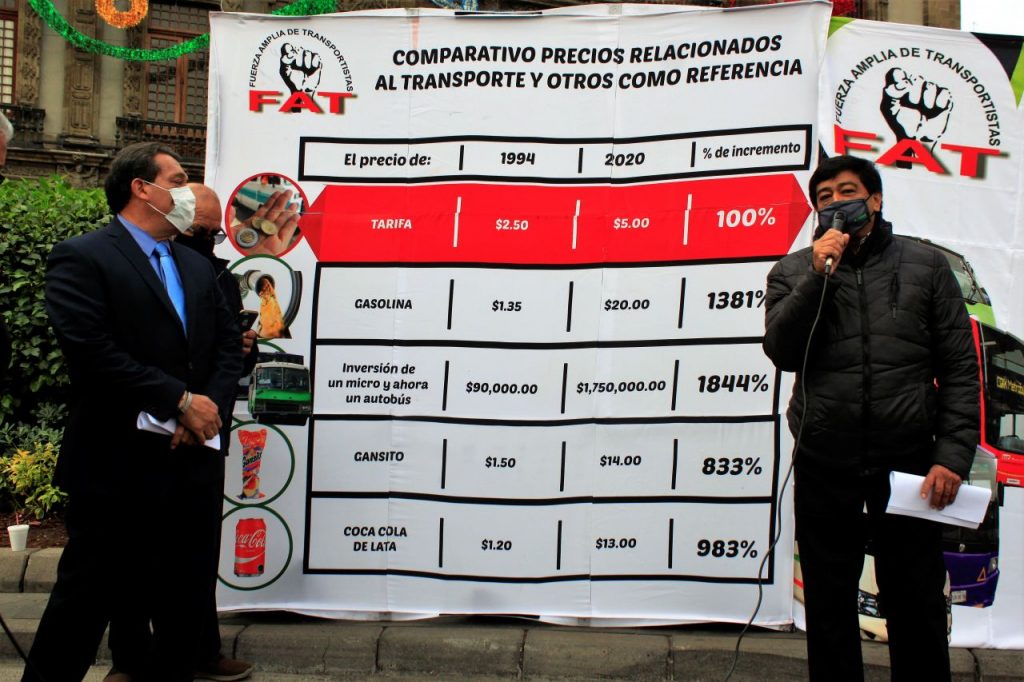 FUERZA AMPLIA DE TRANSPORTISTAS
FAT
COMPARATIVO PRECIOS RELACIONADOS
AL TRANSPORTE Y OTROS COMO REFERENCIA
El precio de: 1994 2020 % de incremento
TARIFA $2.50 $5.00 100%
GASOLINA $1.35 $20.00 1381%
Inversión de
un micro y ahora
un autobús
$90,000.00 $1,750,000.00 1844%
GANSITO $1.50 $14.00 833%
COCA COLA
DE LATA
$1.20 $13.00 983%
Coca-Cola
FUERZA AMPLIA DE TRANSPORTISTAS
FAT